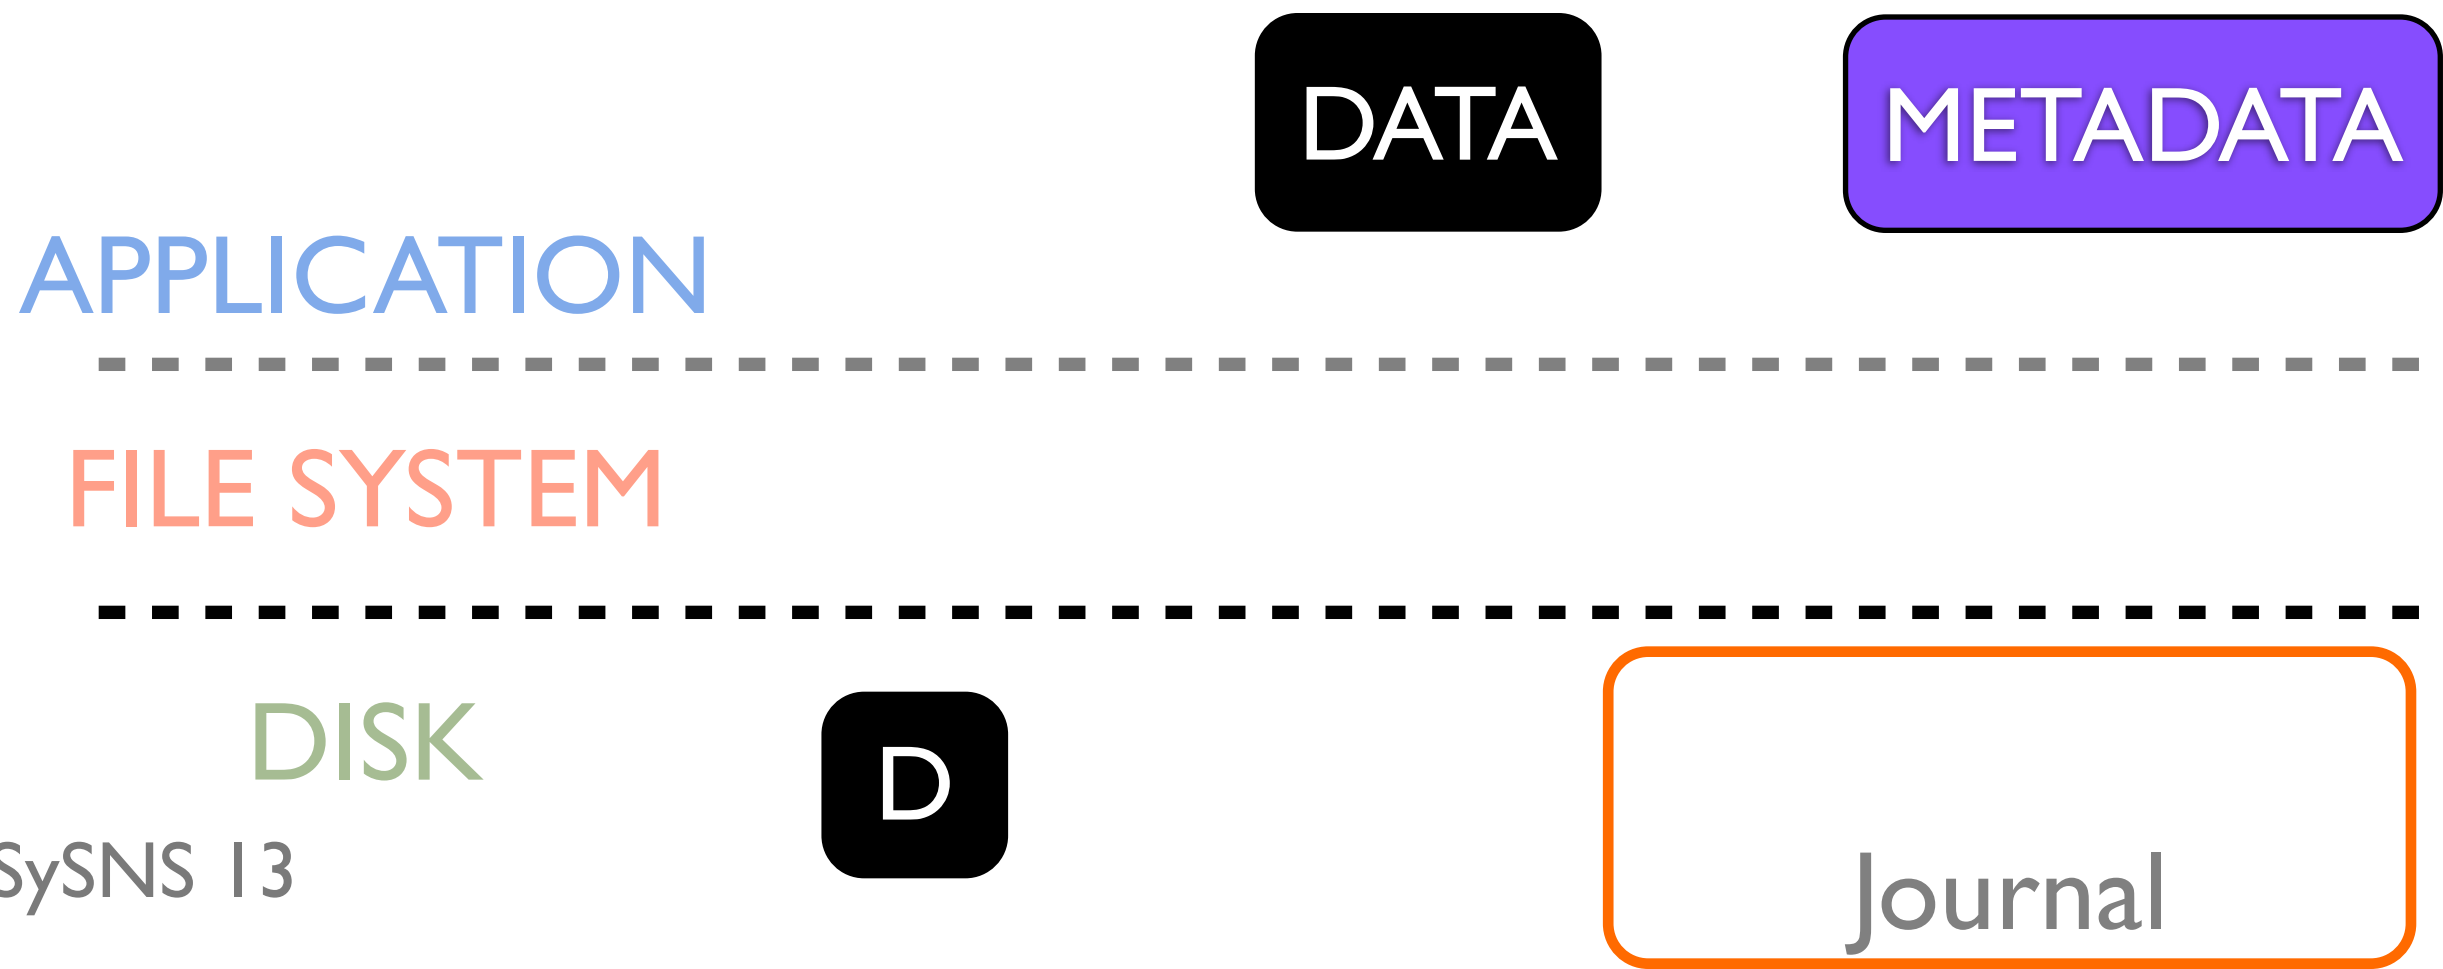 DATA
METADATA
APPLICATION
FILE SYSTEM
DISK
D
SySNS 13
Journal